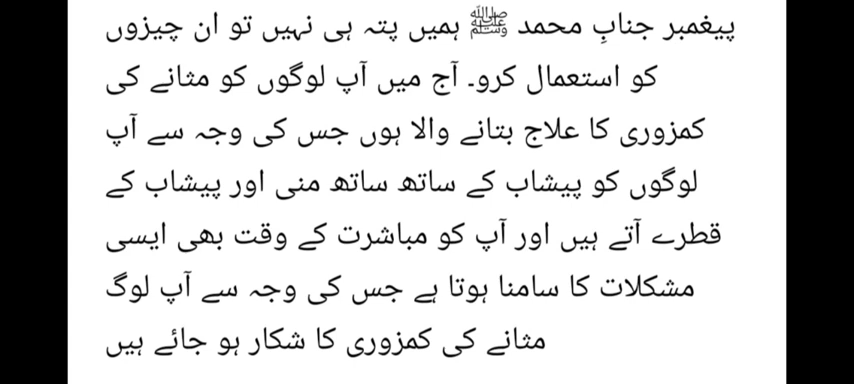 پیغمبر جنابِ محمد ﷺ ہمیں پتہ ہی نہیں تو ان چیزوں
کو استعمال کرو۔ آج میں آپ لوگوں کو مثانے کی
کمزوری کا علاج بتانے والا ہوں جس کی وجہ سے آپ
لوگوں کو پیشاب کے ساتھ ساتھ منی اور پیشاب کے
قطرے آتے ہیں اور آپ کو مباشرت کے وقت بھی ایسی
مشکلات کا سامنا ہوتا ہے جس کی وجہ سے آپ لوگ
مثانے کی کمزوری کا شکار ہو جائے ہیں